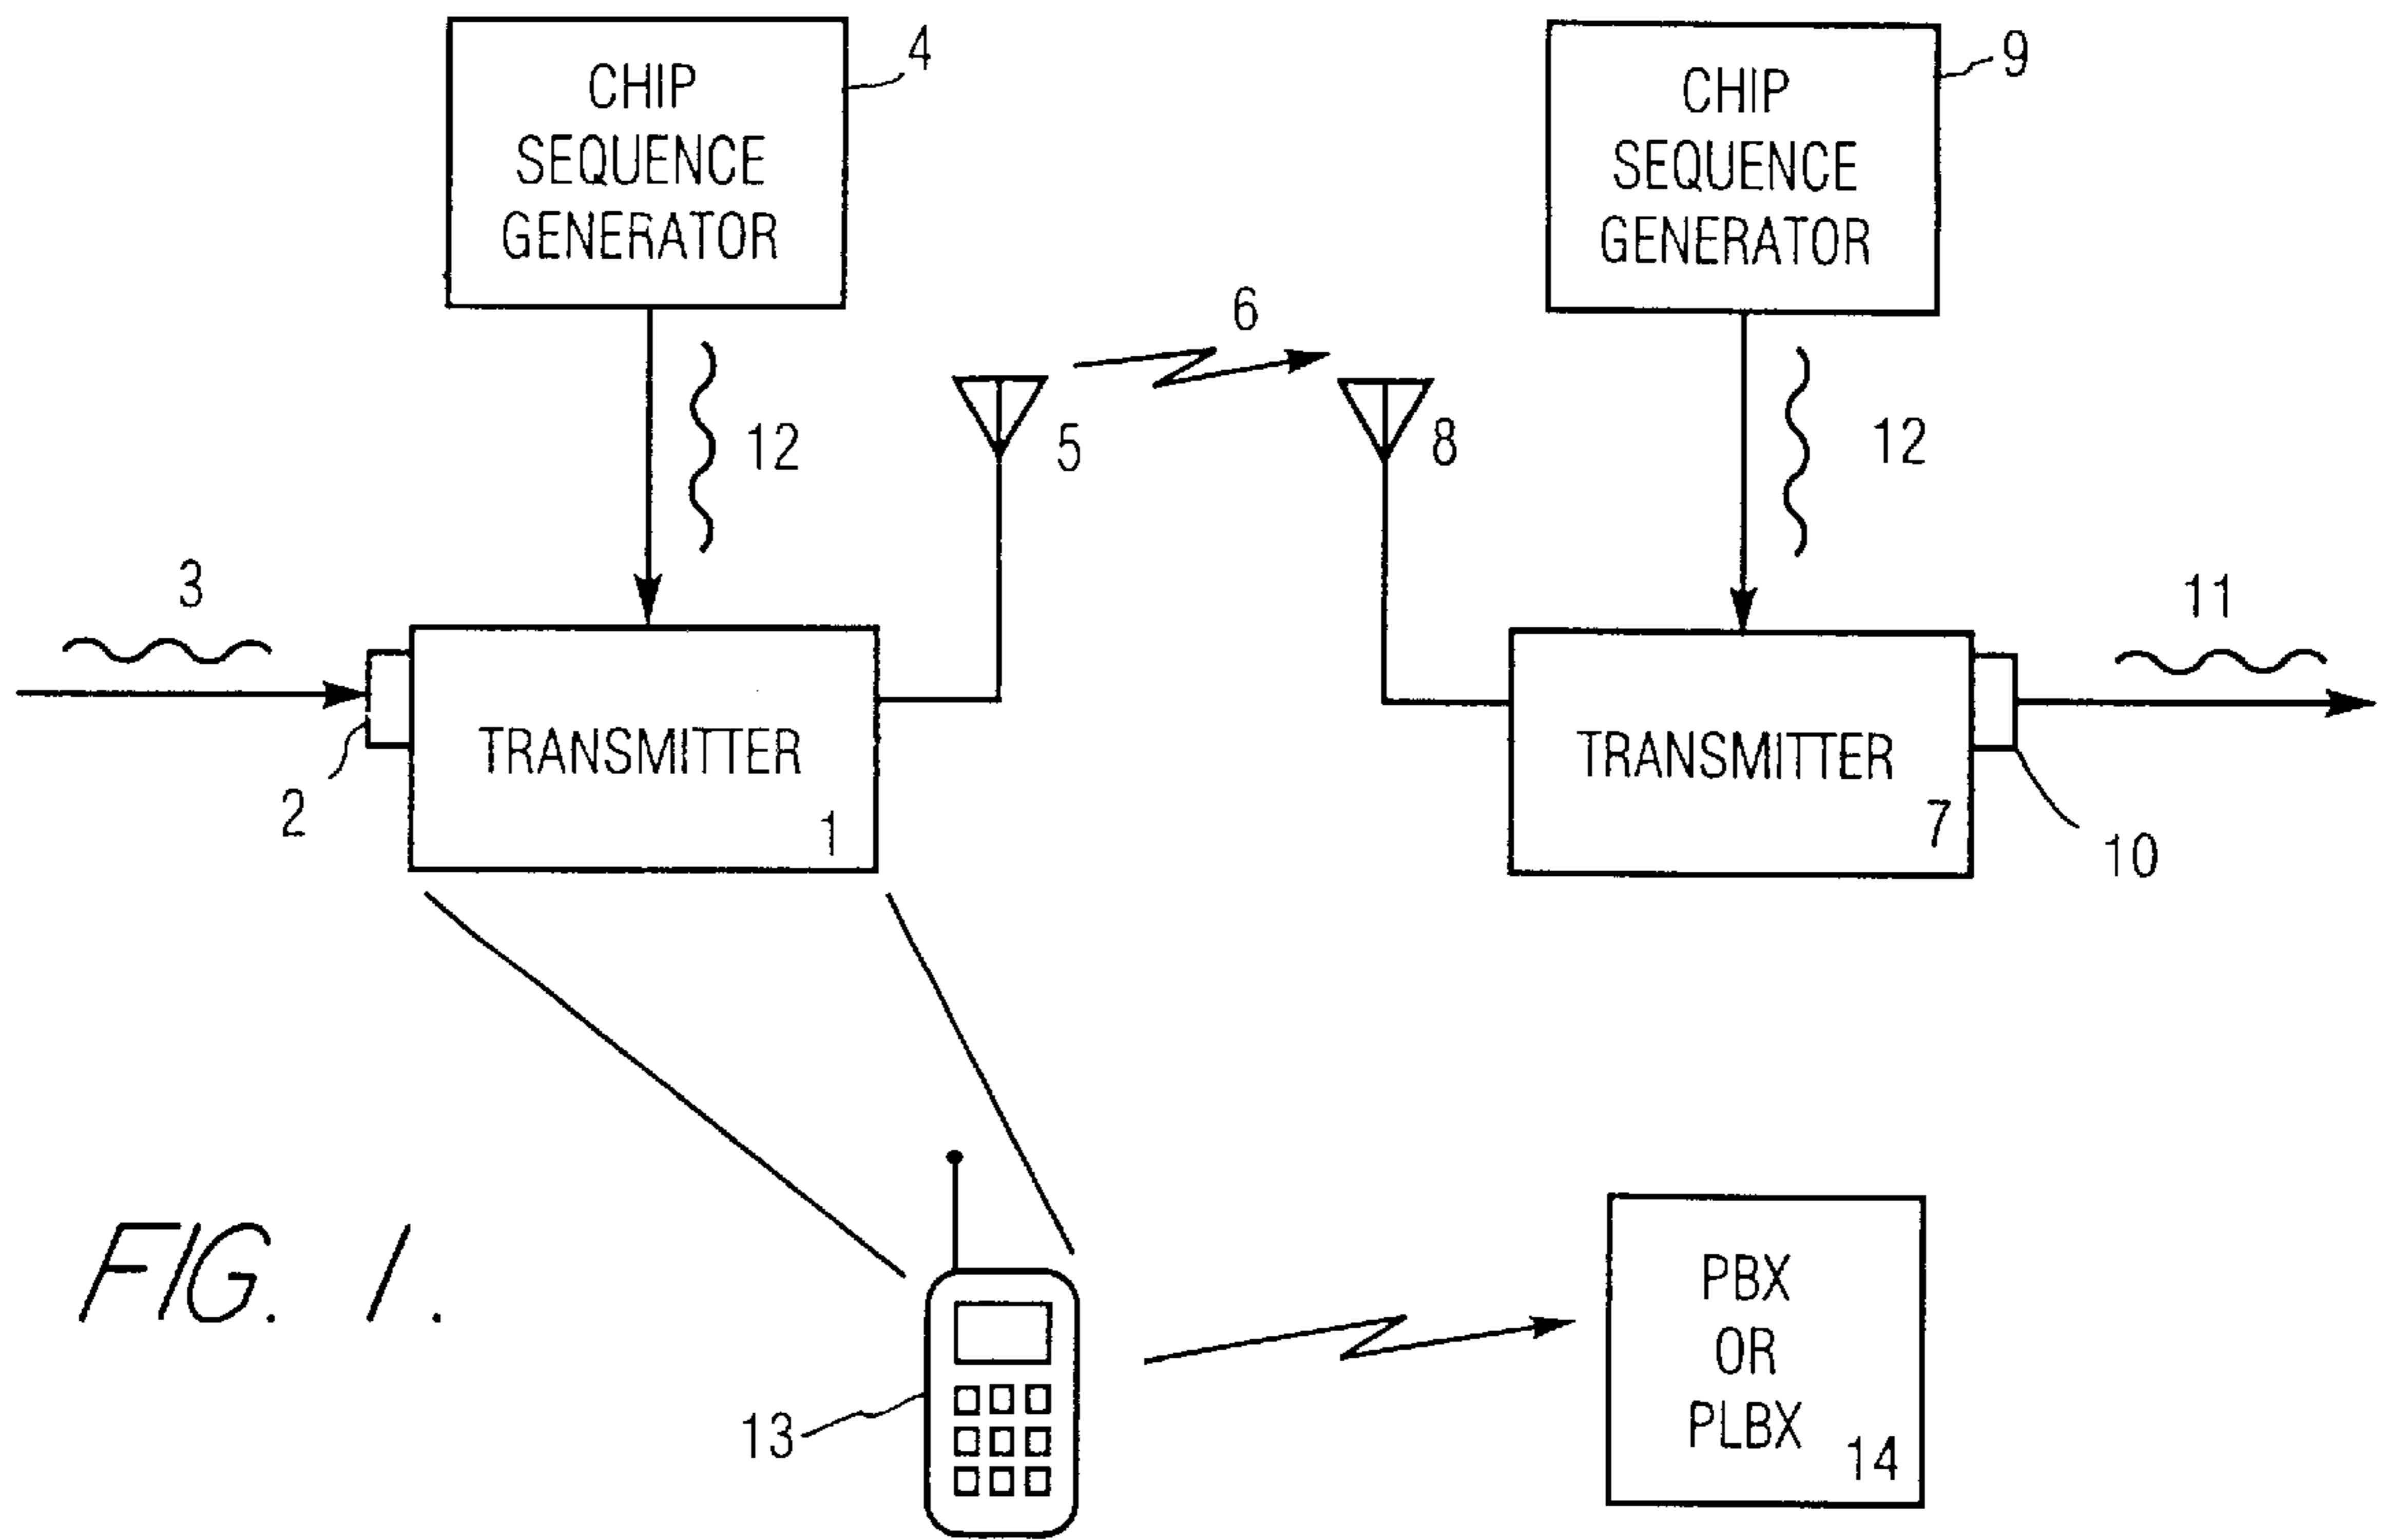 CHIP
SEQUENCE
GENERATOR
4
CHIP
SEQUENCE
GENERATOR
9
6
12
5
8
12
3
11
TRANSMITTER
1
2
TRANSMITTER
7
10
FIG. 1.
13
PBX
OR
PLBX
14